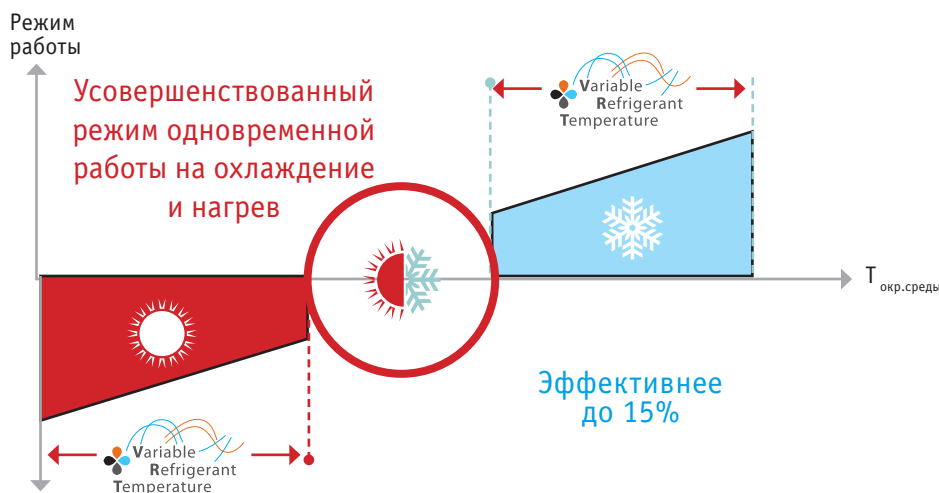 Режим
работы
Усовершенствованный
режим одновременной
работы на охлаждение
и нагрев
Variable
Refrigerant
Temperature
Т окр.среды
Эффективнее
до 15%
Variable
Refrigerant
Temperature